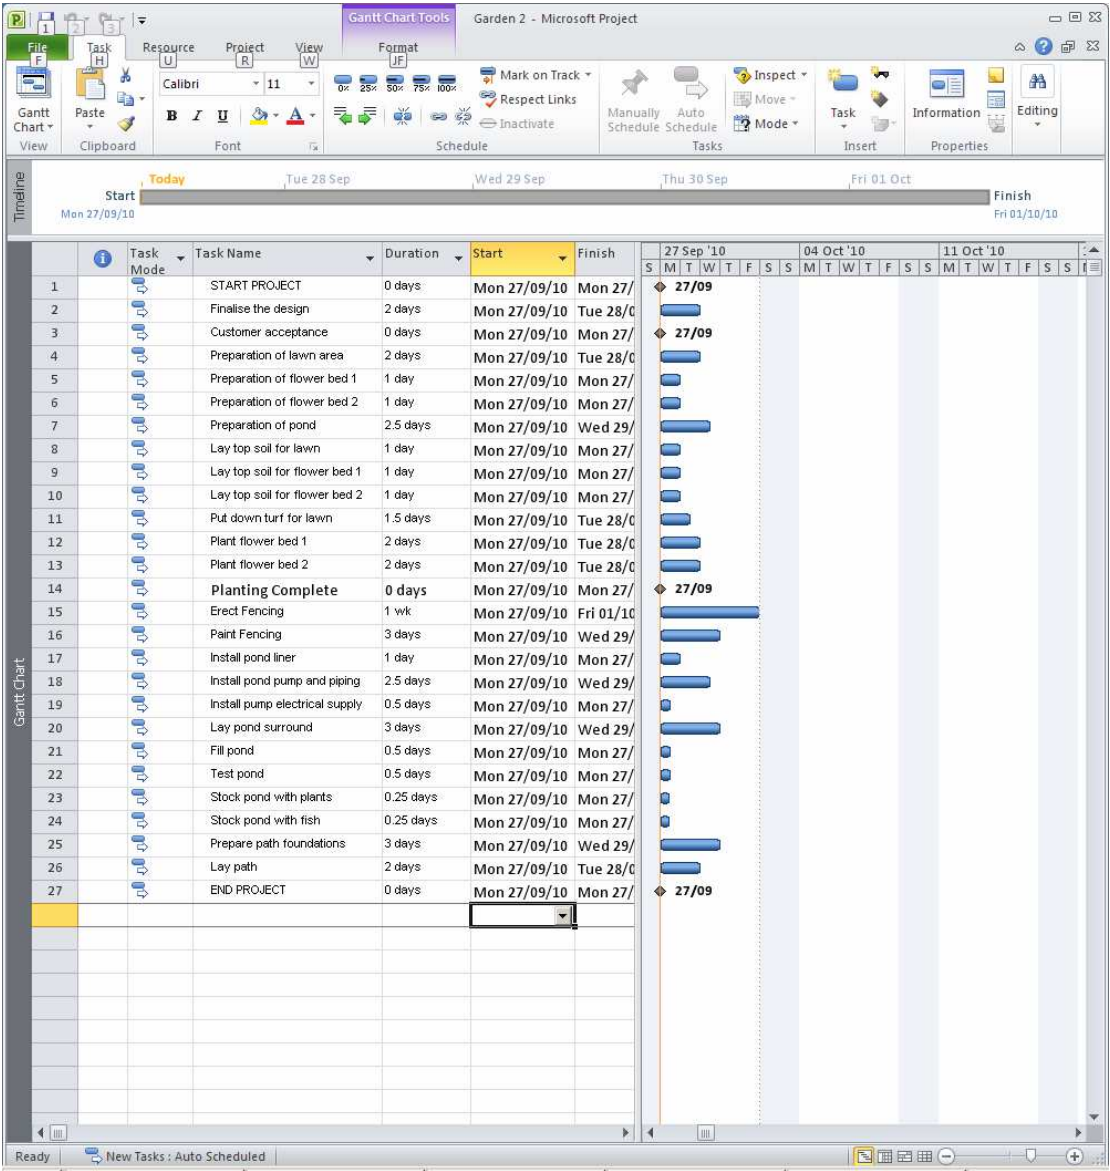 Gantt Chart Tools Garden 2 - Microsoft Project
1 2 3
File Task Resource Project View Format
F H U R W JF
Calibri 11 0% 25% 50% 75% 100% Mark on Track Inspect
Respect Links Move
Gantt Chart Paste B I U A Inactivate Manually Schedule Auto Schedule Mode Task Information Editing
View Clipboard Font Schedule Tasks Insert Properties
Timeline
Today Tue 28 Sep Wed 29 Sep Thu 30 Sep Fri 01 Oct
Start Finish
Mon 27/09/10 Fri 01/10/10
Task Mode Task Name Duration Start Finish 27 Sep '10 04 Oct '10 11 Oct '10
S M T W T F S S M T W T F S S M T W T F S S
1 START PROJECT 0 days Mon 27/09/10 Mon 27/ 27/09
2 Finalise the design 2 days Mon 27/09/10 Tue 28/0
3 Customer acceptance 0 days Mon 27/09/10 Mon 27/ 27/09
4 Preparation of lawn area 2 days Mon 27/09/10 Tue 28/0
5 Preparation of flower bed 1 1 day Mon 27/09/10 Mon 27/
6 Preparation of flower bed 2 1 day Mon 27/09/10 Mon 27/
7 Preparation of pond 2.5 days Mon 27/09/10 Wed 29/
8 Lay top soil for lawn 1 day Mon 27/09/10 Mon 27/
9 Lay top soil for flower bed 1 1 day Mon 27/09/10 Mon 27/
10 Lay top soil for flower bed 2 1 day Mon 27/09/10 Mon 27/
11 Put down turf for lawn 1.5 days Mon 27/09/10 Tue 28/0
12 Plant flower bed 1 2 days Mon 27/09/10 Tue 28/0
13 Plant flower bed 2 2 days Mon 27/09/10 Tue 28/0
14 Planting Complete 0 days Mon 27/09/10 Mon 27/ 27/09
15 Erect Fencing 1 wk Mon 27/09/10 Fri 01/10
16 Paint Fencing 3 days Mon 27/09/10 Wed 29/
17 Install pond liner 1 day Mon 27/09/10 Mon 27/
18 Install pond pump and piping 2.5 days Mon 27/09/10 Wed 29/
19 Install pump electrical supply 0.5 days Mon 27/09/10 Mon 27/
20 Lay pond surround 3 days Mon 27/09/10 Wed 29/
21 Fill pond 0.5 days Mon 27/09/10 Mon 27/
22 Test pond 0.5 days Mon 27/09/10 Mon 27/
23 Stock pond with plants 0.25 days Mon 27/09/10 Mon 27/
24 Stock pond with fish 0.25 days Mon 27/09/10 Mon 27/
25 Prepare path foundations 3 days Mon 27/09/10 Wed 29/
26 Lay path 2 days Mon 27/09/10 Tue 28/0
27 END PROJECT 0 days Mon 27/09/10 Mon 27/ 27/09
Gantt Chart
Ready New Tasks : Auto Scheduled